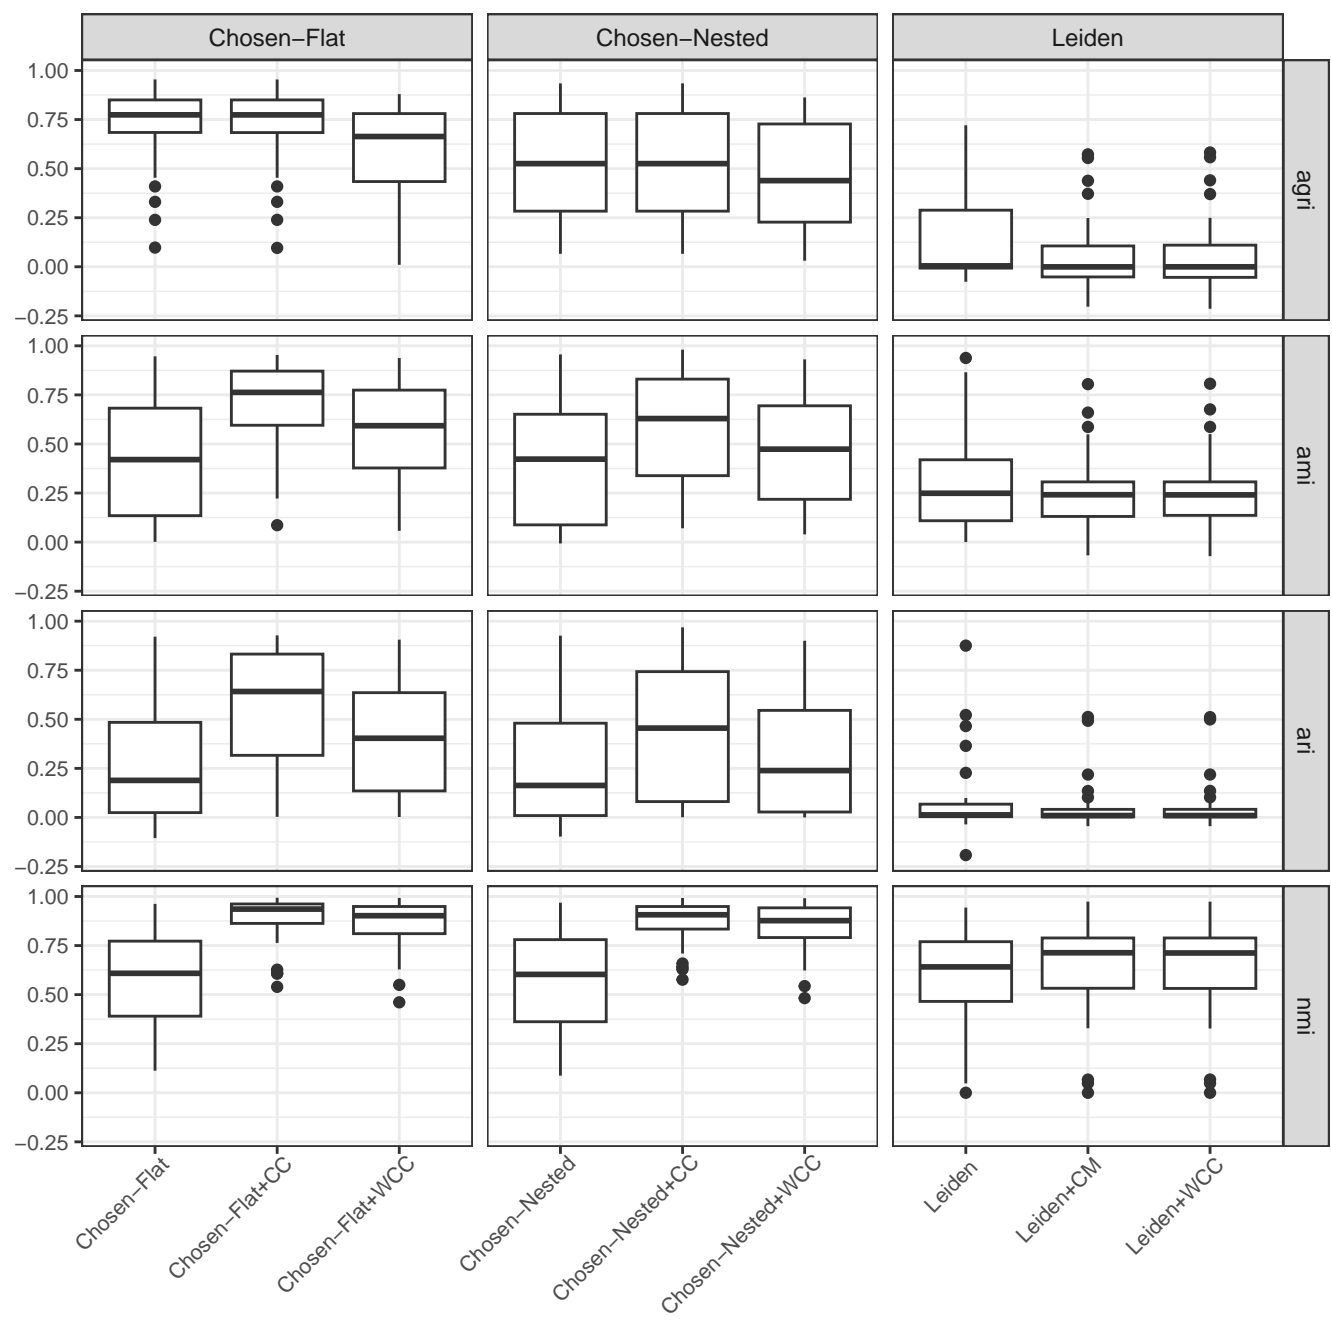 Chosen−Flat Chosen−Nested Leiden
1.00
0.75
0.50
0.25
0.00
−0.25
agri
1.00
0.75
0.50
0.25
0.00
−0.25
ami
1.00
0.75
0.50
0.25
0.00
−0.25
ari
1.00
0.75
0.50
0.25
0.00
−0.25
nmi
Chosen−Flat
Chosen−Flat+CC
Chosen−Flat+WCC
Chosen−Nested
Chosen−Nested+CC
Chosen−Nested+WCC
Leiden
Leiden+CM
Leiden+WCC